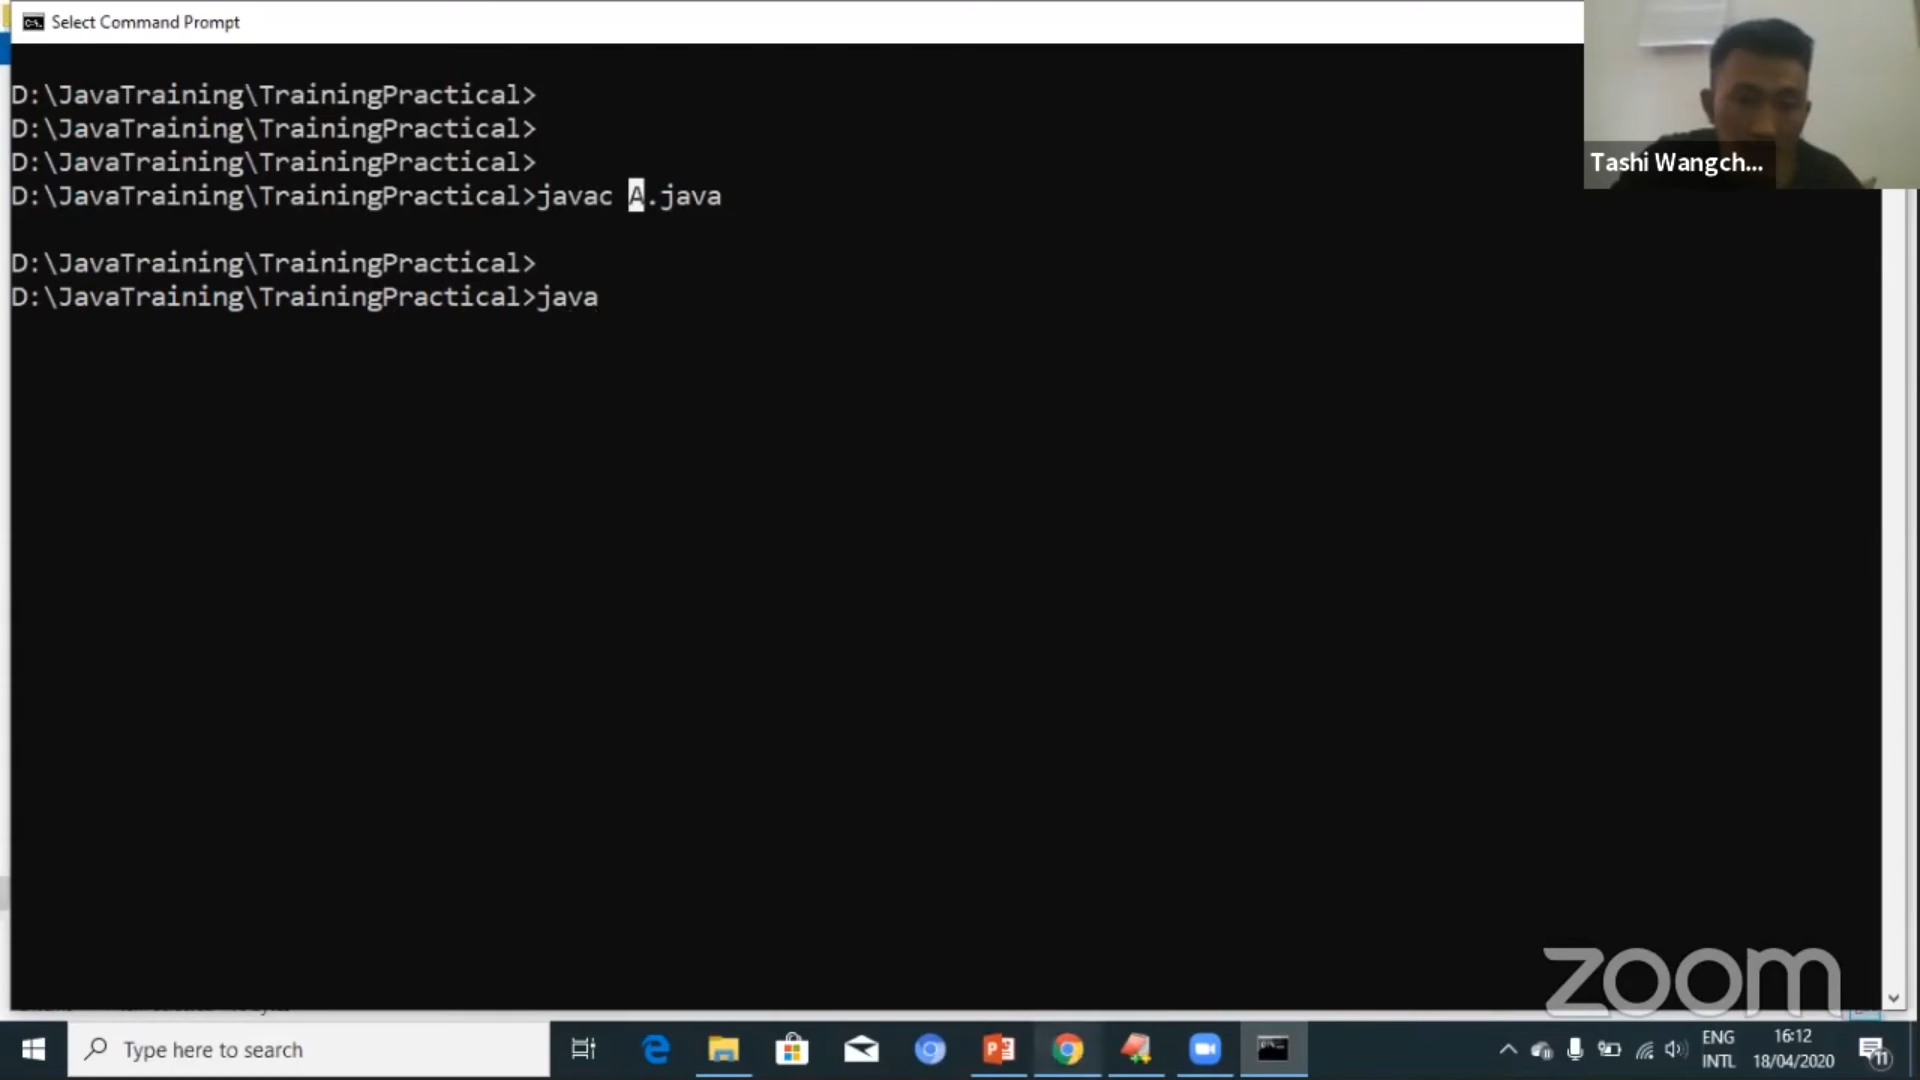 Select Command Prompt
D:\JavaTraining\TrainingPractical>
D:\JavaTraining\TrainingPractical>
D:\JavaTraining\TrainingPractical>
D:\JavaTraining\TrainingPractical>javac A.java
D:\JavaTraining\TrainingPractical>
D:\JavaTraining\TrainingPractical>java
Tashi Wangch...
zoom
Type here to search
ENG
INTL
16:12
18/04/2020
11